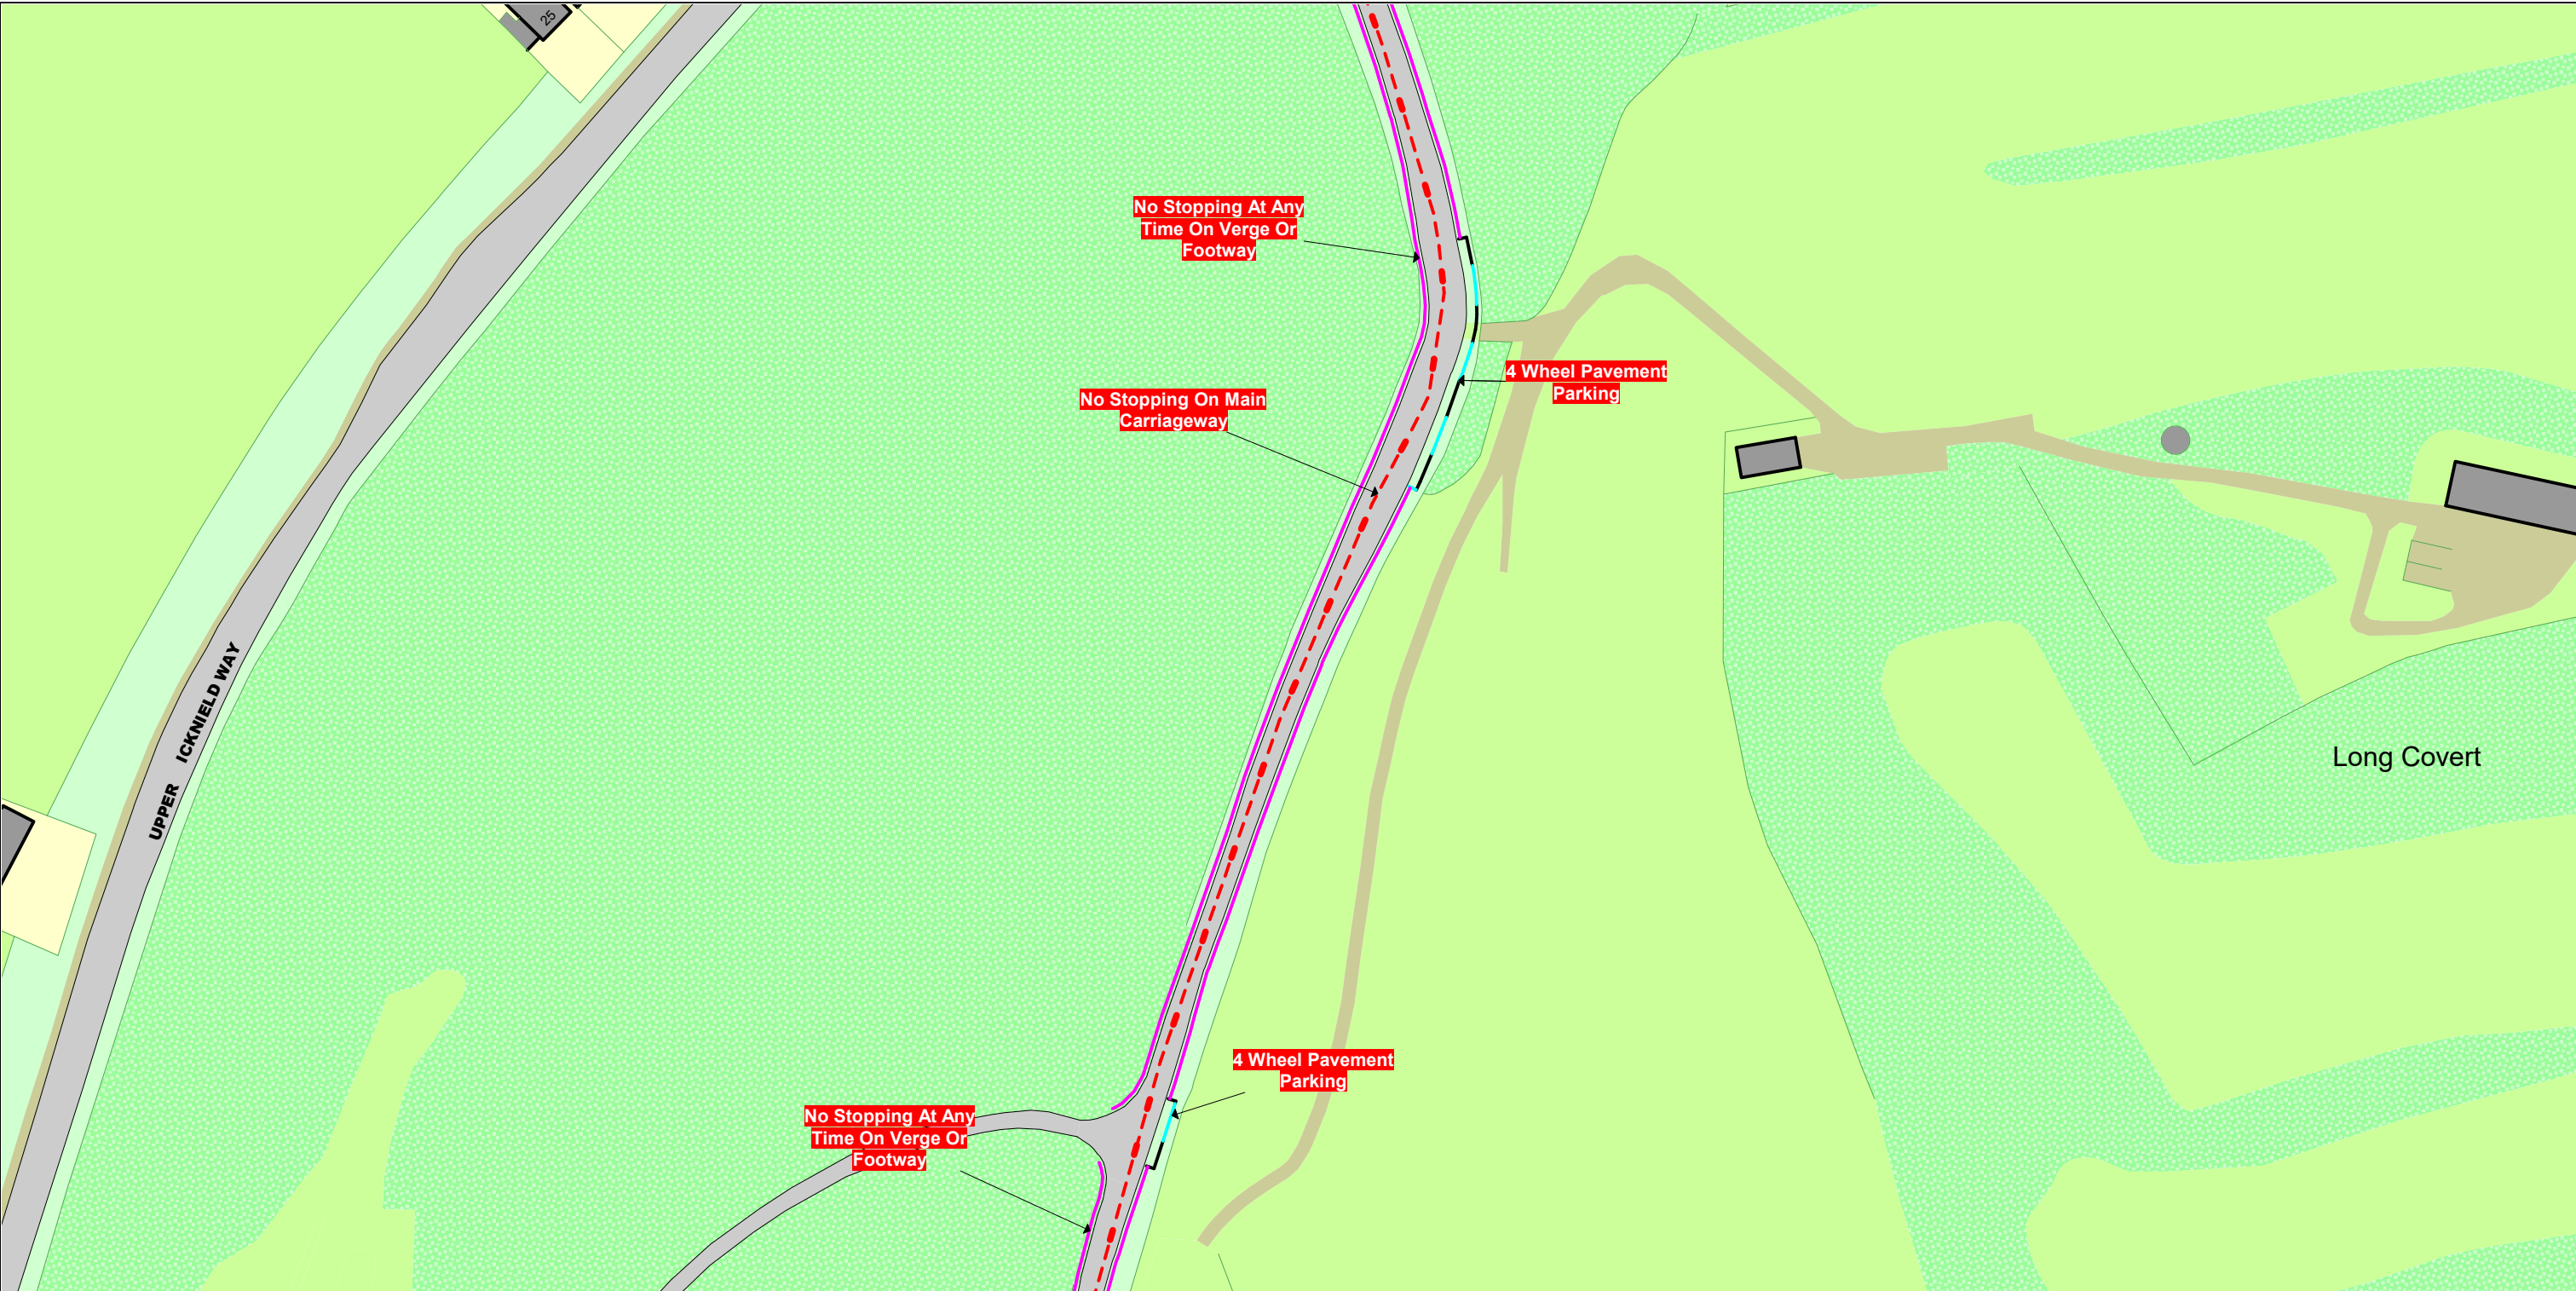 25
No Stopping At Any
Time On Verge Or
Footway
4 Wheel Pavement
Parking
No Stopping On Main
Carriageway
UPPER ICKNIELD WAY
Long Covert
4 Wheel Pavement
Parking
No Stopping At Any
Time On Verge Or
Footway